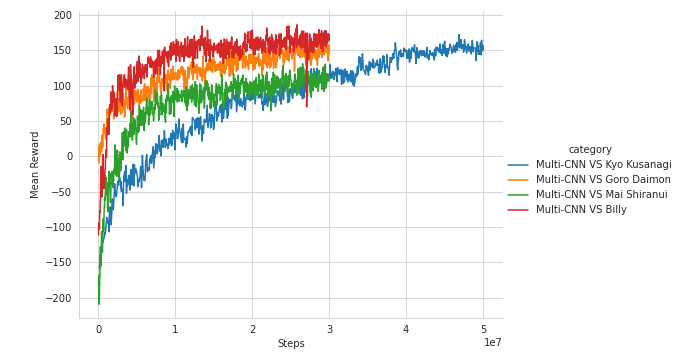 200
150
100
50
0
−50
−100
−150
−200
Mean Reward
0
1
2
3
4
5
1e7
Steps
category
Multi-CNN VS Kyo Kusanagi
Multi-CNN VS Goro Daimon
Multi-CNN VS Mai Shiranui
Multi-CNN VS Billy